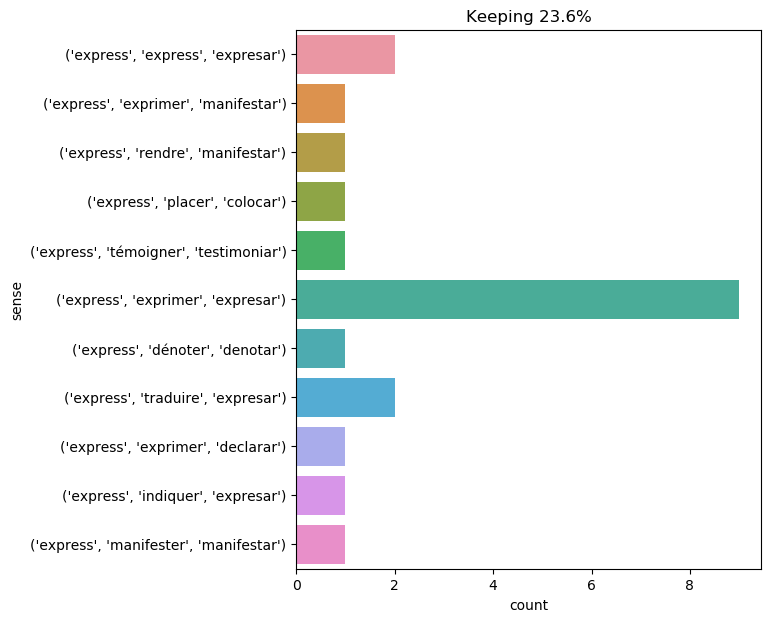 Keeping 23.6%
('express', 'express', 'expresar')
('express', 'exprimer', 'manifestar')
('express', 'rendre', 'manifestar')
('express', 'placer', 'colocar')
('express', 'témoigner', 'testimoniar')
('express', 'exprimer', 'expresar')
('express', 'dénoter', 'denotar')
('express', 'traduire', 'expresar')
('express', 'exprimer', 'declarar')
('express', 'indiquer', 'expresar')
('express', 'manifester', 'manifestar')
sense
0 2 4 6 8
count